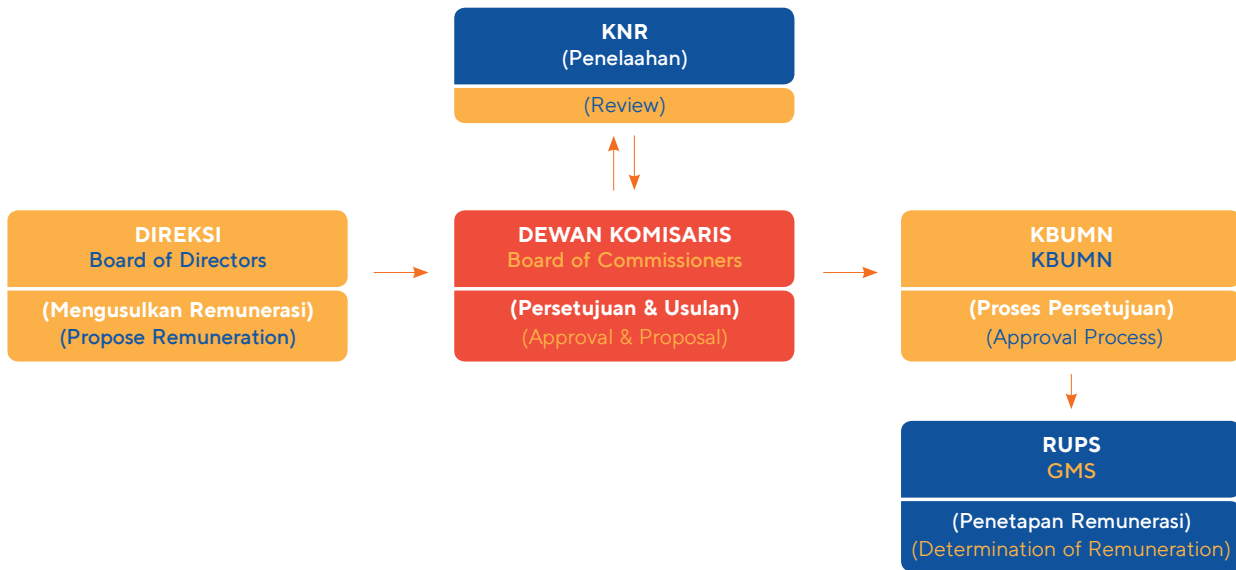 KNR
(Penelaahan)
(Review)
DIREKSI
Board of Directors
(Mengusulkan Remunerasi)
(Propose Remuneration)
DEWAN KOMISARIS
Board of Commissioners
(Persetujuan & Usulan)
(Approval & Proposal)
KBUMN
KBUMN
(Proses Persetujuan)
(Approval Process)
RUPS
GMS
(Penetapan Remunerasi)
(Determination of Remuneration)